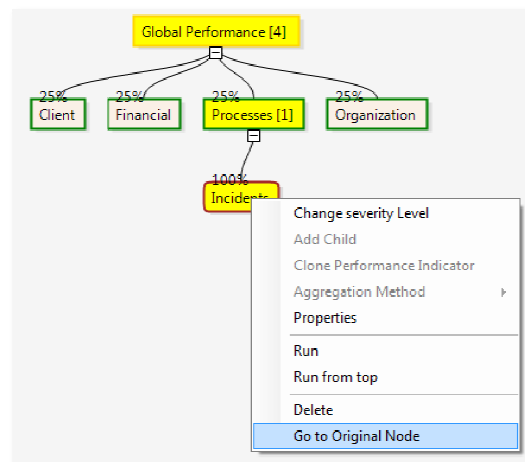 Global Performance [4]
25% 25% 25% 25%
Client Financial Processes [1] Organization
100%
Incidents
Change severity Level
Add Child
Clone Performance Indicator
Aggregation Method
Properties
Run
Run from top
Delete
Go to Original Node